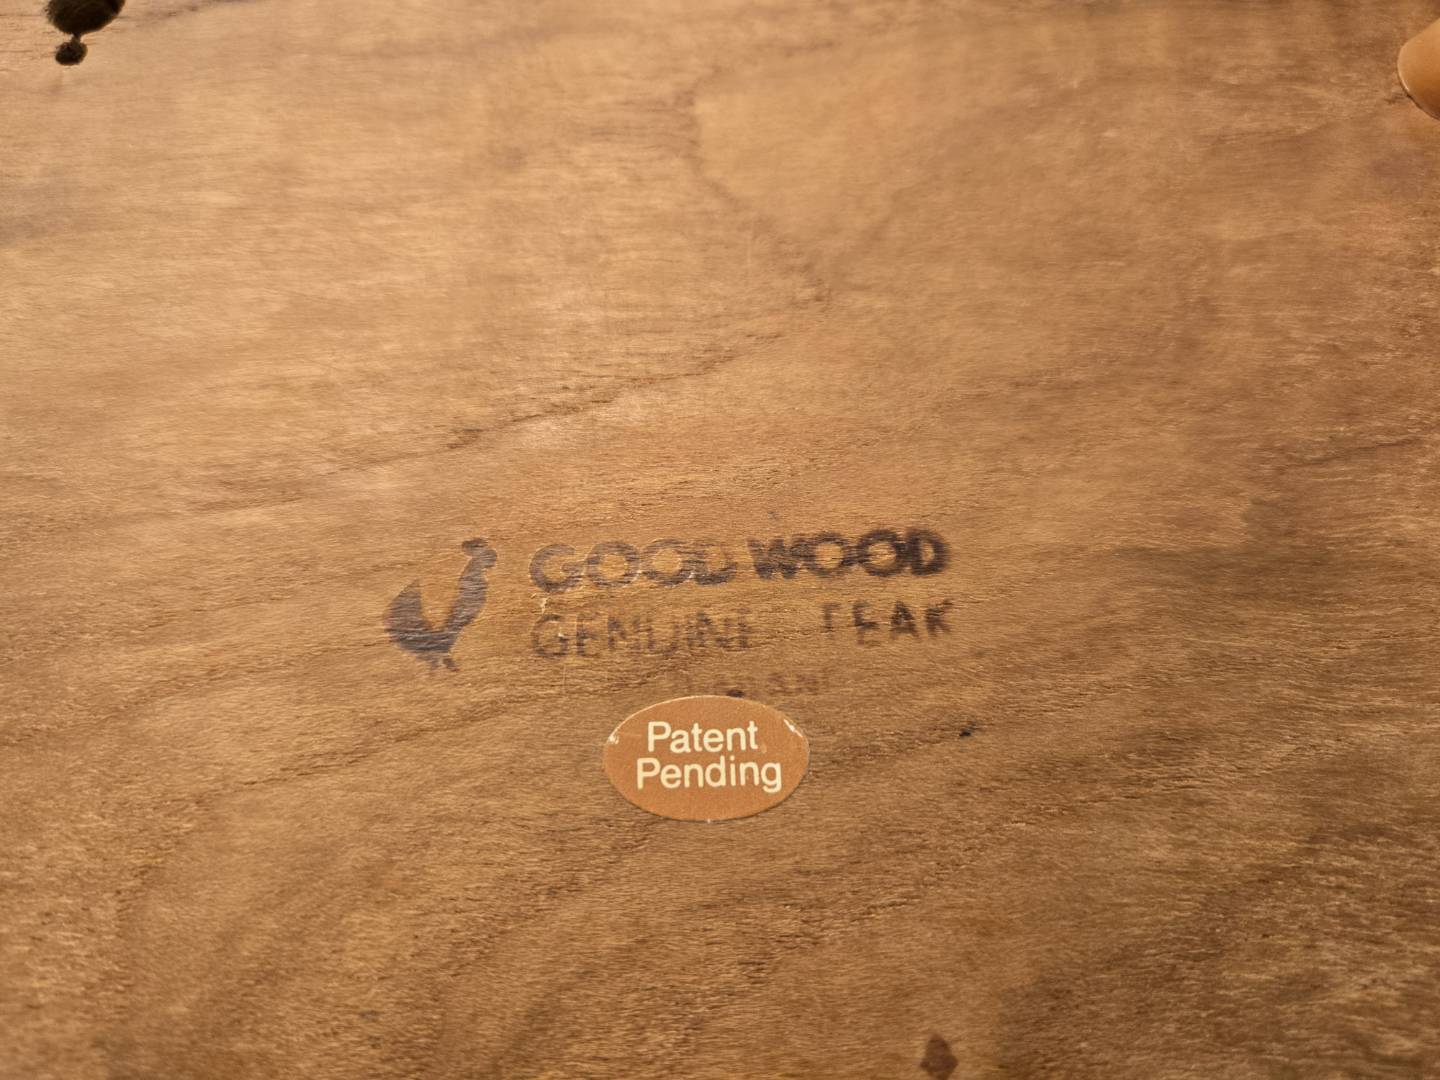 GOOD WOOD
GENUINE TEAK
Patent
Pending